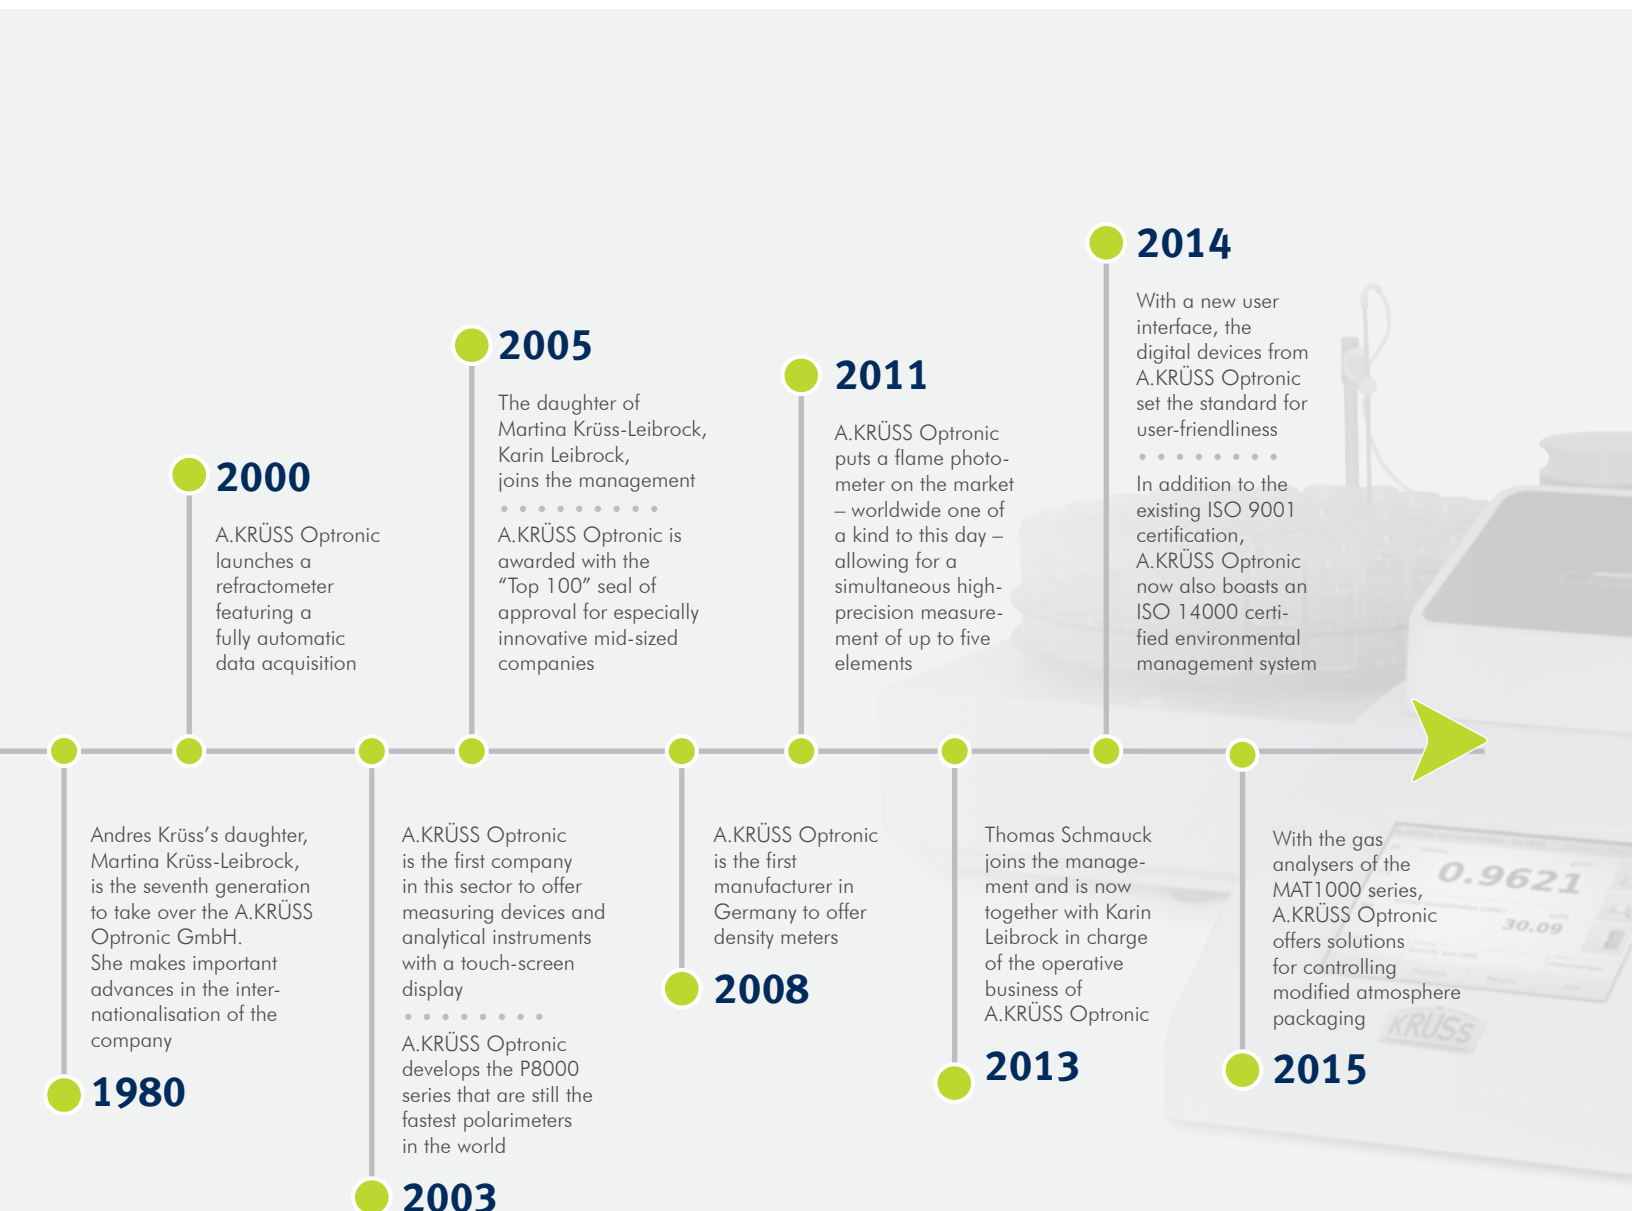 2014
With a new user
interface, the
digital devices from
A.KRÜSS Optronic
set the standard for
user-friendliness
In addition to the
existing ISO 9001
certification,
A.KRÜSS Optronic
now also boasts an
ISO 14000 certi-
fied environmental
management system
2005
The daughter of
Martina Krüss-Leibrock,
Karin Leibrock,
joins the management
A.KRÜSS Optronic is
awarded with the
“Top 100” seal of
approval for especially
innovative mid-sized
companies
2011
A.KRÜSS Optronic
puts a flame photo-
meter on the market
– worldwide one of
a kind to this day –
allowing for a
simultaneous high-
precision measure-
ment of up to five
elements
2000
A.KRÜSS Optronic
launches a
refractometer
featuring a
fully automatic
data acquisition
Andres Krüss’s daughter,
Martina Krüss-Leibrock,
is the seventh generation
to take over the A.KRÜSS
Optronic GmbH.
She makes important
advances in the inter-
nationalisation of the
company
1980
A.KRÜSS Optronic
is the first company
in this sector to offer
measuring devices and
analytical instruments
with a touch-screen
display
A.KRÜSS Optronic
develops the P8000
series that are still the
fastest polarimeters
in the world
2003
A.KRÜSS Optronic
is the first
manufacturer in
Germany to offer
density meters
2008
Thomas Schmauck
joins the manage-
ment and is now
together with Karin
Leibrock in charge
of the operative
business of
A.KRÜSS Optronic
2013
With the gas
analysers of the
MAT1000 series,
A.KRÜSS Optronic
offers solutions
for controlling
modified atmosphere
packaging
2015
0.9621
30.09
KRÜSS